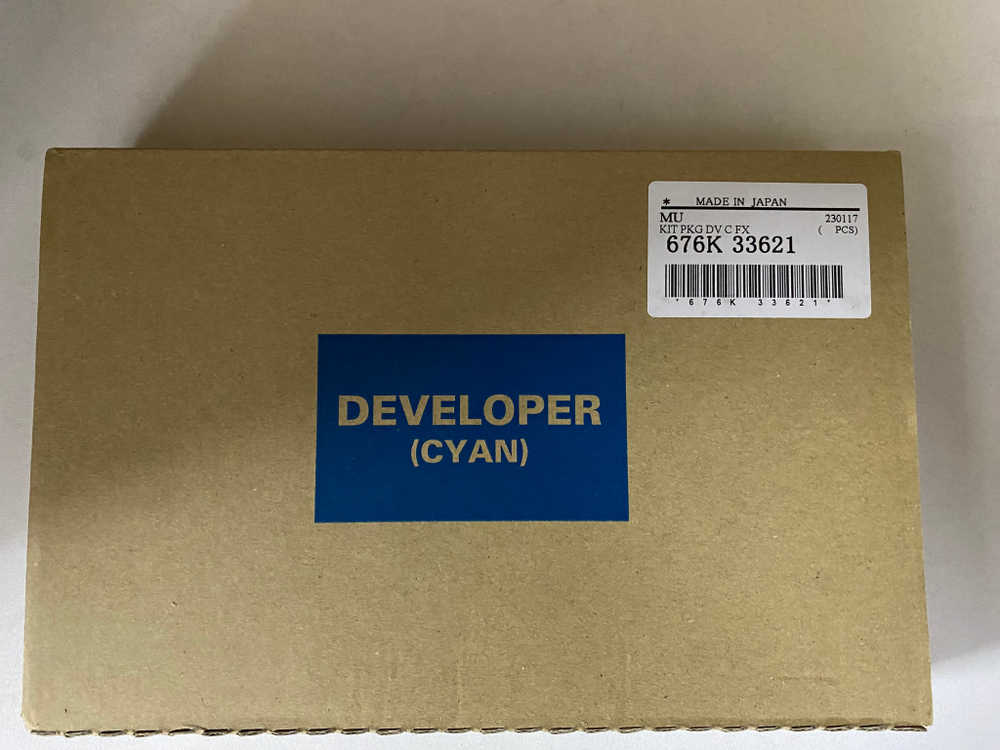 * MADE IN JAPAN
MU 230117
KIT PKG DV C FX ( PCS)
676K 33621
*676K 33621*
DEVELOPER
(CYAN)